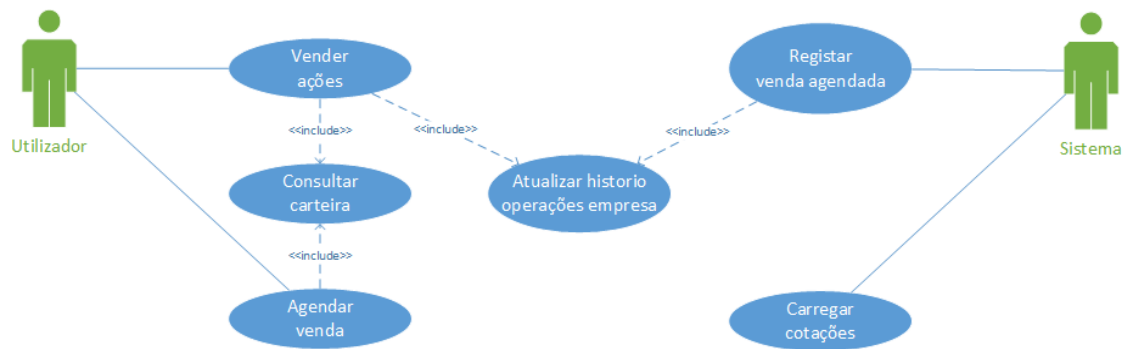 Vender
ações
Registar
venda agendada
<<include>>
<<include>>
<<include>>
Utilizador
Sistema
Consultar
carteira
Atualizar historio
operações empresa
<<include>>
Agendar
venda
Carregar
cotações